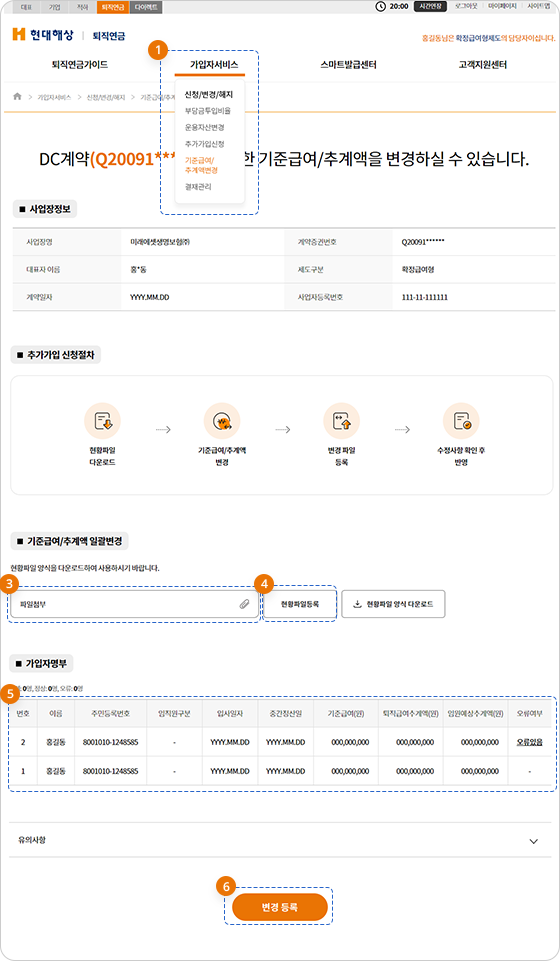 대표 기업 적하 퇴직연금 다이렉트
20:00 시간연장 로그아웃 마이페이지 사이트맵
현대해상 퇴직연금
홍길동님은 확정급여형제도의 담당자이십니다.
1
퇴직연금가이드 가입자서비스 스마트발급센터 고객지원센터
가입자서비스 > 신청/변경/해지 > 기준급여/추계
신청/변경/해지
부담금투입비율
운용자산변경
추가가입신청
기준급여/
추계액변경
결재관리
DC계약(Q20091** 한 기준급여/추계액을 변경하실 수 있습니다.
사업장정보
사업장명 미래에셋생명보험㈜ 계약증권번호 Q20091******
대표자 이름 홍*동 제도구분 확정급여형
계약일자 YYYY.MM.DD 사업자등록번호 111-11-111111
추가가입 신청절차
현황파일
다운로드
기준급여/추계액
변경
변경 파일
등록
수정사항 확인 후
반영
기준급여/추계액 일괄변경
현황파일 양식을 다운로드하여 사용하시기 바랍니다.
3
파일첨부
4
현황파일등록
현황파일 양식 다운로드
가입자명부
0명, 정상: 0명, 오류: 0명
5
번호 이름 주민등록번호 임직원구분 입사일자 중간정산일 기준급여(원) 퇴직급여추계액(원) 임원예상추계액(원) 오류여부
2 홍길동 8001010-1248585 - YYYY.MM.DD YYYY.MM.DD 000,000,000 000,000,000 000,000,000 오류있음
1 홍길동 8001010-1248585 - YYYY.MM.DD YYYY.MM.DD 000,000,000 000,000,000 000,000,000 -
유의사항
6
변경 등록